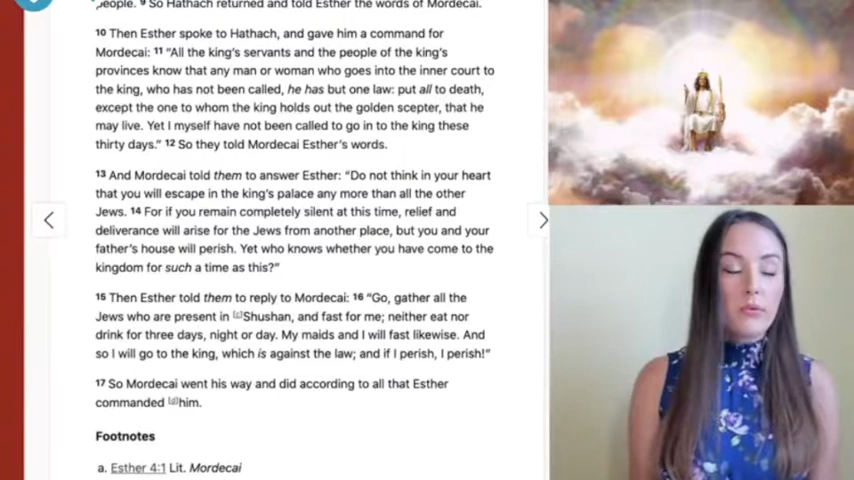 people. 9 So Hathach returned and told Esther the words of Mordecai.
10 Then Esther spoke to Hathach, and gave him a command for
Mordecai: 11 “All the king’s servants and the people of the king’s
provinces know that any man or woman who goes into the inner court to
the king, who has not been called, he has but one law: put all to death,
except the one to whom the king holds out the golden scepter, that he
may live. Yet I myself have not been called to go in to the king these
thirty days.” 12 So they told Mordecai Esther’s words.
13 And Mordecai told them to answer Esther: “Do not think in your heart
that you will escape in the king’s palace any more than all the other
Jews. 14 For if you remain completely silent at this time, relief and
deliverance will arise for the Jews from another place, but you and your
father’s house will perish. Yet who knows whether you have come to the
kingdom for such a time as this?”
15 Then Esther told them to reply to Mordecai: 16 “Go, gather all the
Jews who are present in [c]Shushan, and fast for me; neither eat nor
drink for three days, night or day. My maids and I will fast likewise. And
so I will go to the king, which is against the law; and if I perish, I perish!”
17 So Mordecai went his way and did according to all that Esther
commanded [d]him.
Footnotes
a. Esther 4:1 Lit. Mordecai